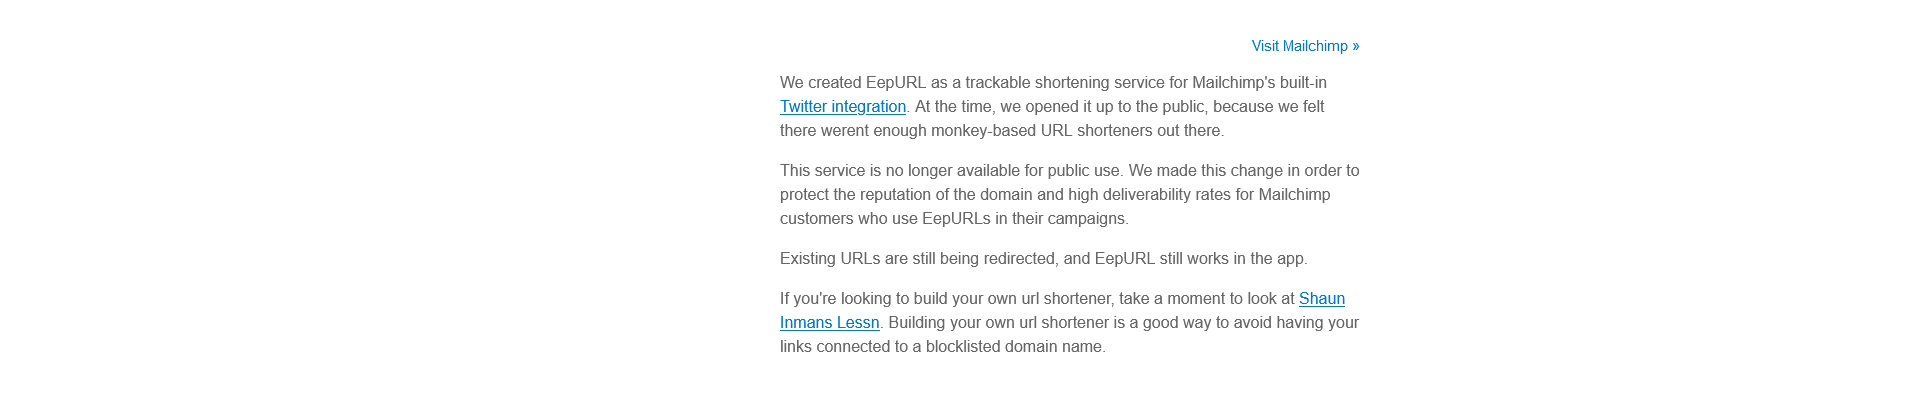 Visit Mailchimp »
We created EepURL as a trackable shortening service for Mailchimp's built-in
Twitter integration. At the time, we opened it up to the public, because we felt
there werent enough monkey-based URL shorteners out there.
This service is no longer available for public use. We made this change in order to
protect the reputation of the domain and high deliverability rates for Mailchimp
customers who use EepURLs in their campaigns.
Existing URLs are still being redirected, and EepURL still works in the app.
If you're looking to build your own url shortener, take a moment to look at Shaun
Inmans Lessn. Building your own url shortener is a good way to avoid having your
links connected to a blocklisted domain name.